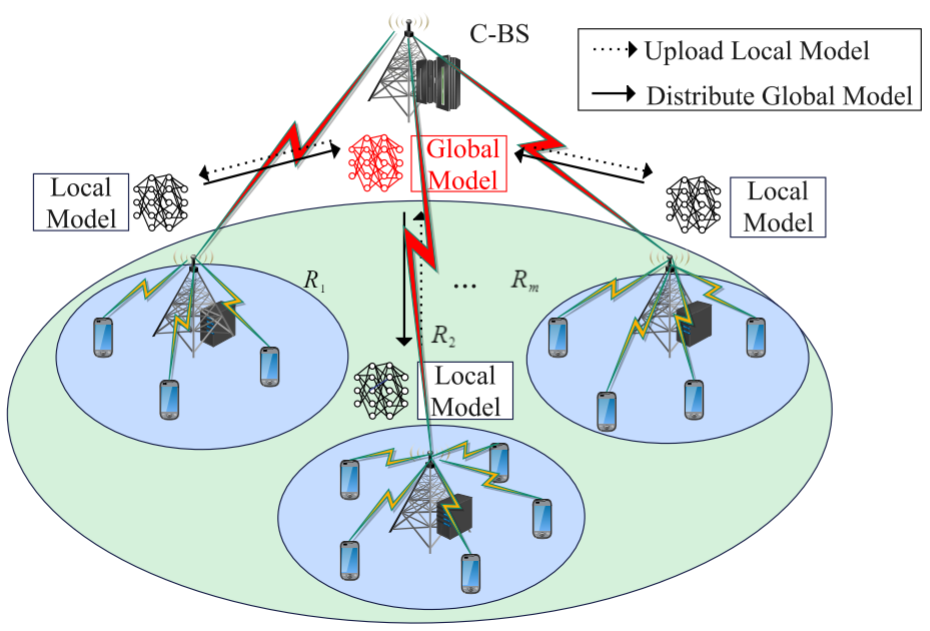 C-BS
Upload Local Model
Distribute Global Model
Global
Model
Local
Model
Local
Model
R₁
... Rₘ
R₂
Local
Model